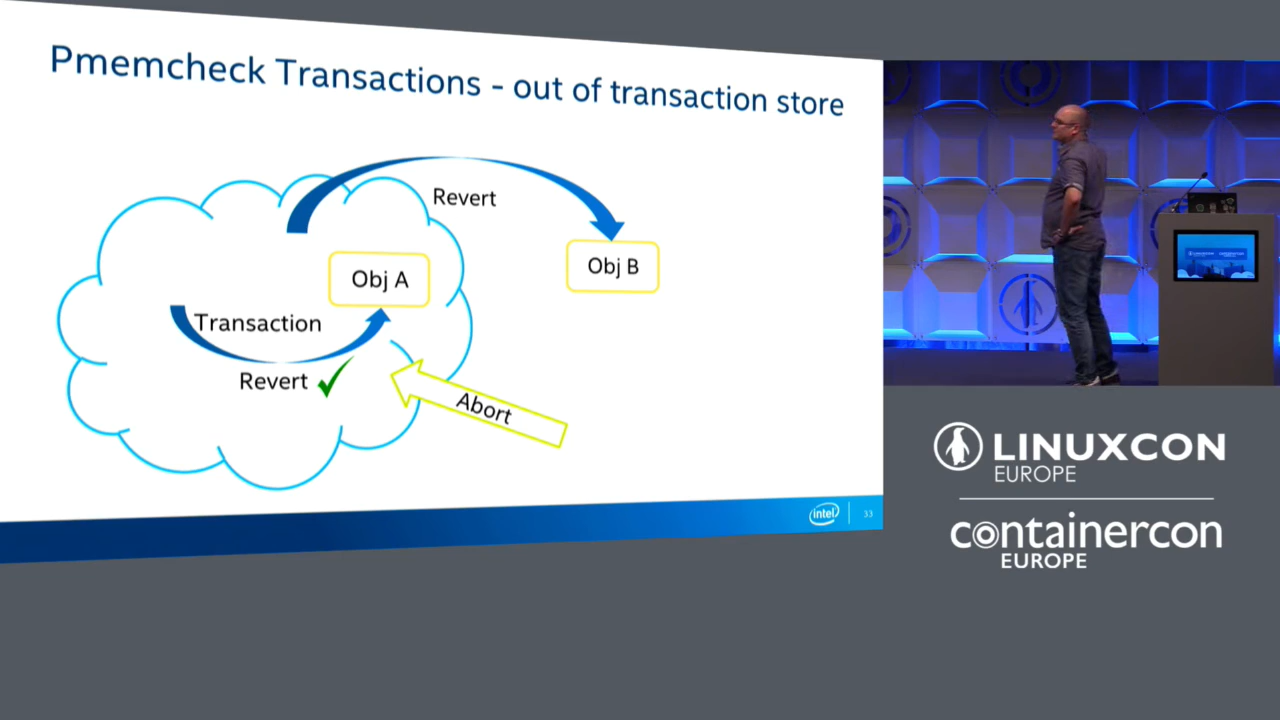 Pmemcheck Transactions - out of transaction store
Revert
Obj A
Obj B
Transaction
Revert
Abort
intel
33
LINUXCON
EUROPE
containercon
EUROPE